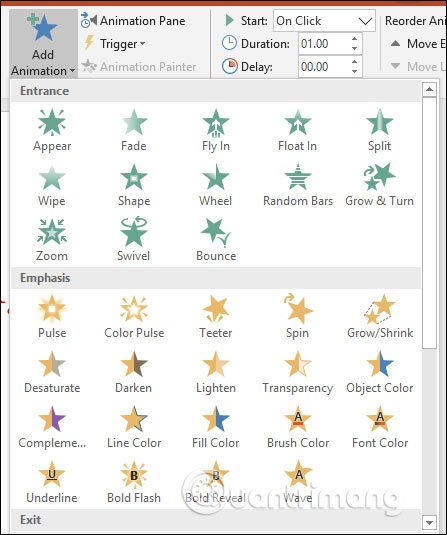 Add Animation
Animation Pane
Trigger
Animation Painter
Start: On Click
Duration: 01.00
Delay: 00.00
Reorder Ani
Move E
Move L
Entrance
Appear Fade Fly In Float In Split
Wipe Shape Wheel Random Bars Grow & Turn
Zoom Swivel Bounce
Emphasis
Pulse Color Pulse Teeter Spin Grow/Shrink
Desaturate Darken Lighten Transparency Object Color
Compleme... Line Color Fill Color Brush Color Font Color
Underline Bold Flash Bold Reveal Wave
Quantrimang
Exit